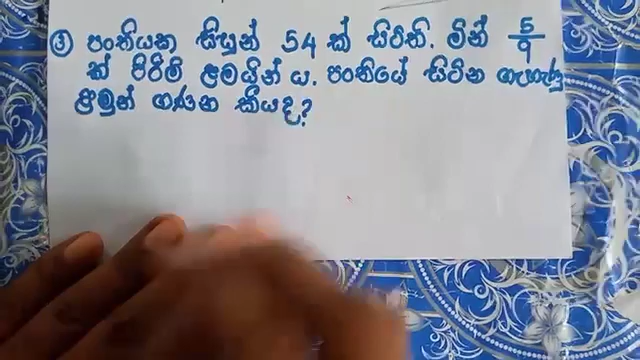 ③ පංතියක සිසුන් 54 ක් සිටිති. මින් 5/9
ක් පිරිමි ළමයින් ය. පංතියේ සිටින ගැහැණු
ළමුන් ගණන කීයද?